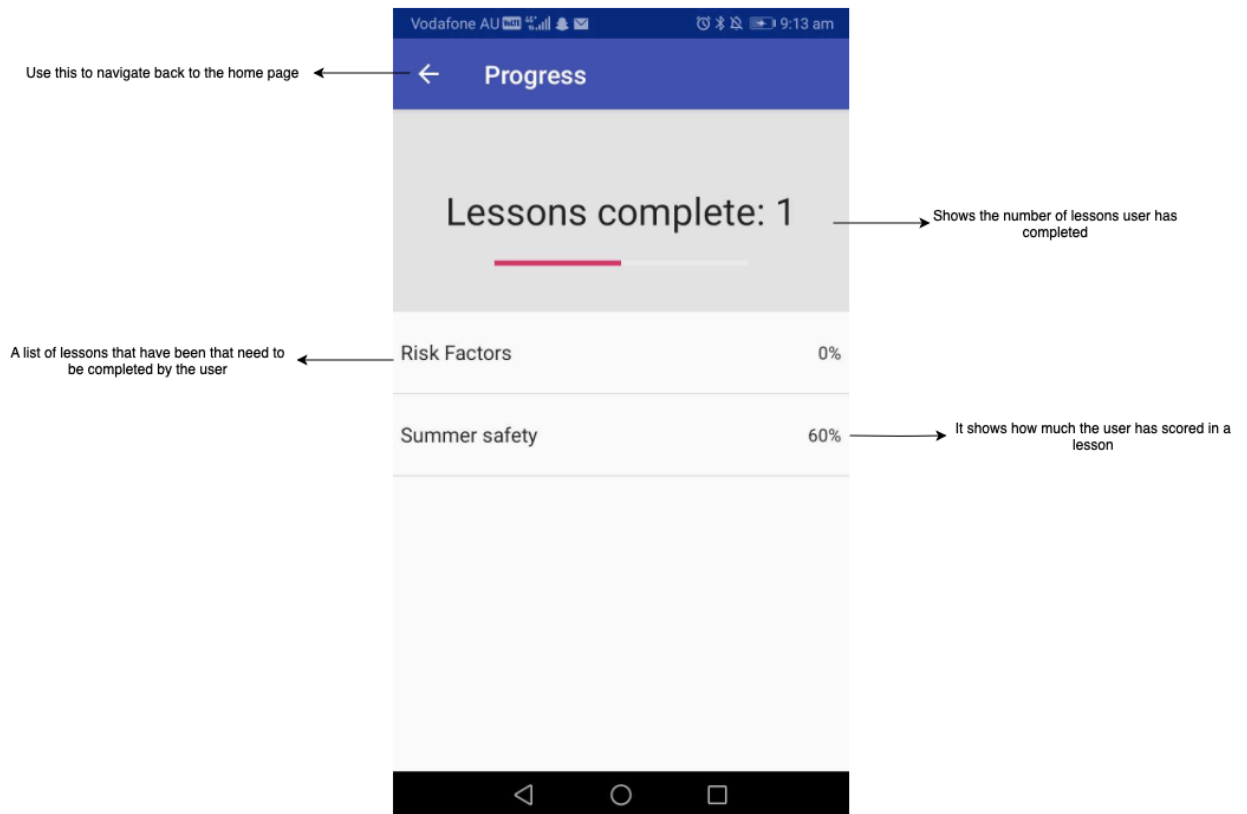 Vodafone AU 9:13 am
Use this to navigate back to the home page
Progress
Lessons complete: 1
Shows the number of lessons user has
completed
A list of lessons that have been that need to
be completed by the user
Risk Factors 0%
Summer safety 60%
It shows how much the user has scored in a
lesson